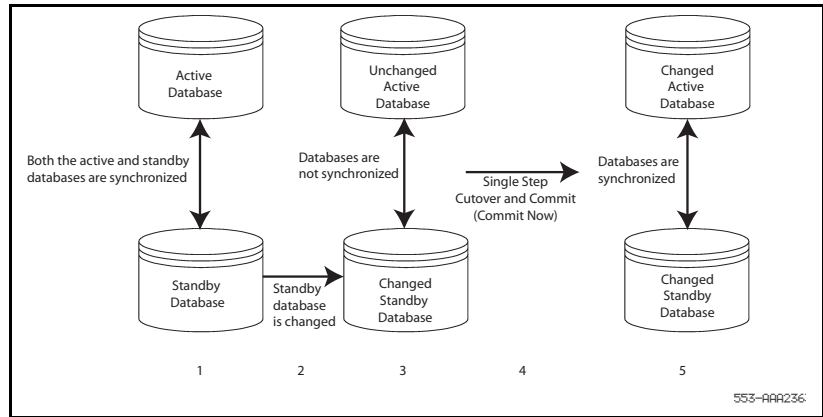 Active
Database
Unchanged
Active
Database
Changed
Active
Database
Both the active and standby
databases are synchronized
Databases are
not synchronized
Single Step
Cutover and Commit
(Commit Now)
Databases are
synchronized
Standby
Database
Standby
database
is changed
Changed
Standby
Database
Changed
Standby
Database
1 2 3 4 5
553-AAA236